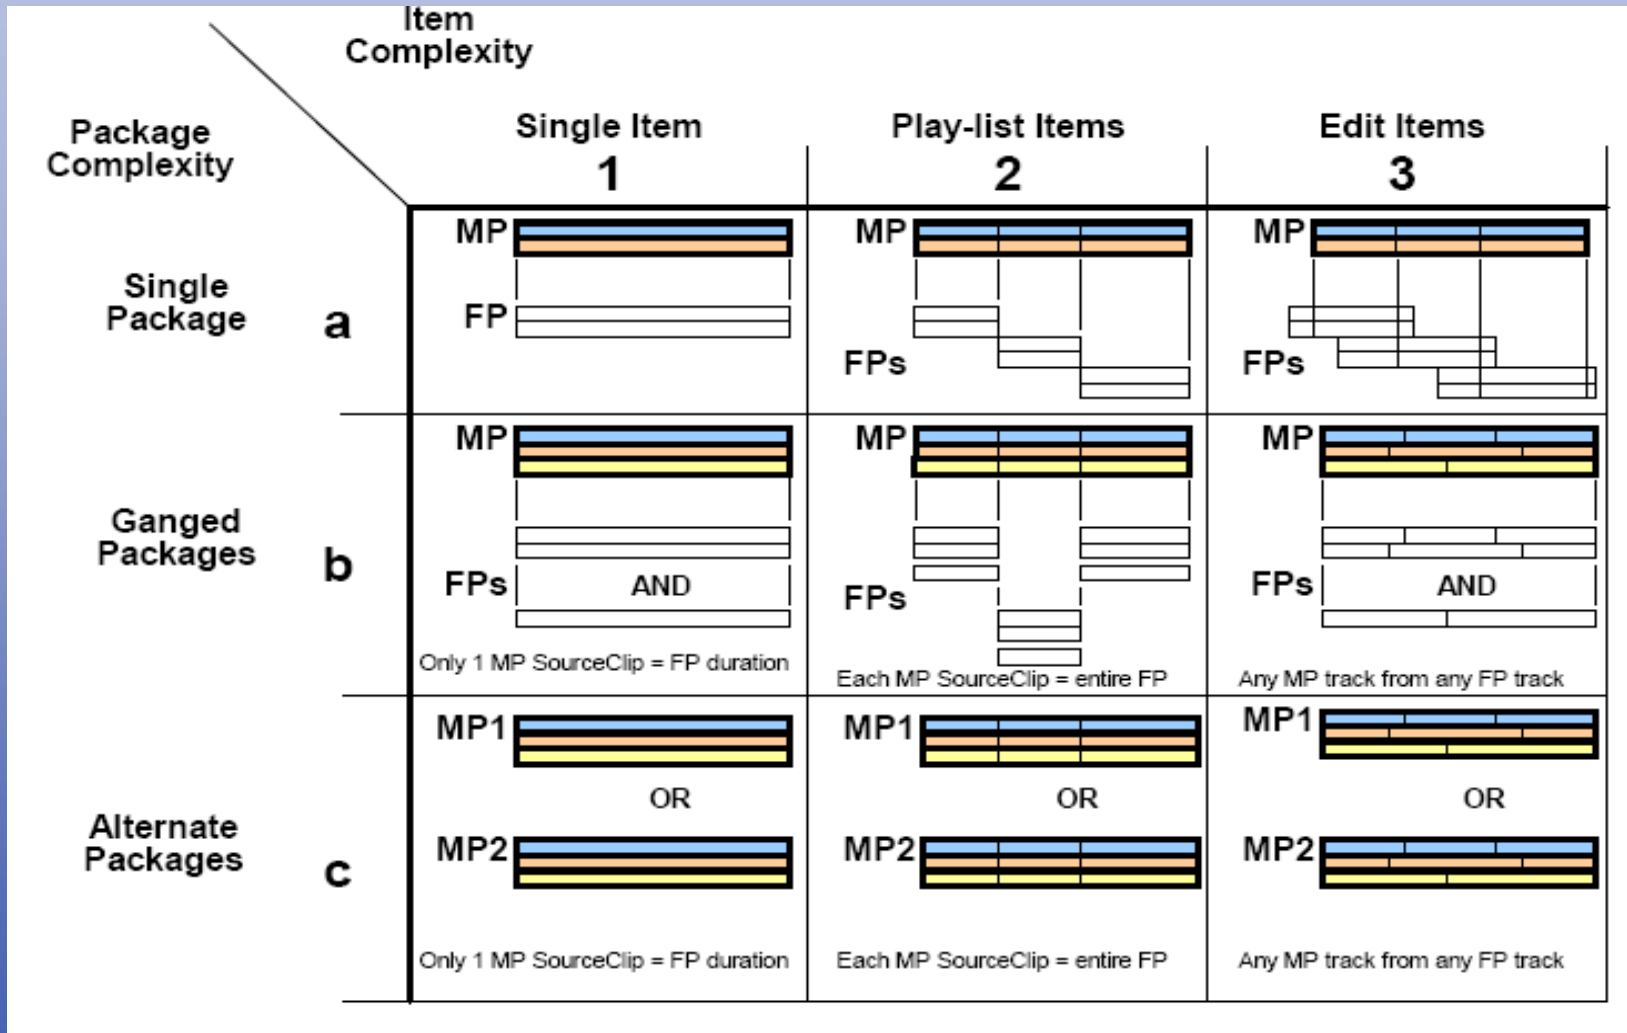 Item
Complexity
Package
Complexity
Single Item
1
Play-list Items
2
Edit Items
3
Single
Package
a
MP
FP
MP
FPs
MP
FPs
Ganged
Packages
b
MP
FPs
AND
Only 1 MP SourceClip = FP duration
MP
FPs
Each MP SourceClip = entire FP
MP
FPs
AND
Any MP track from any FP track
Alternate
Packages
c
MP1
OR
MP2
Only 1 MP SourceClip = FP duration
MP1
OR
MP2
Each MP SourceClip = entire FP
MP1
OR
MP2
Any MP track from any FP track